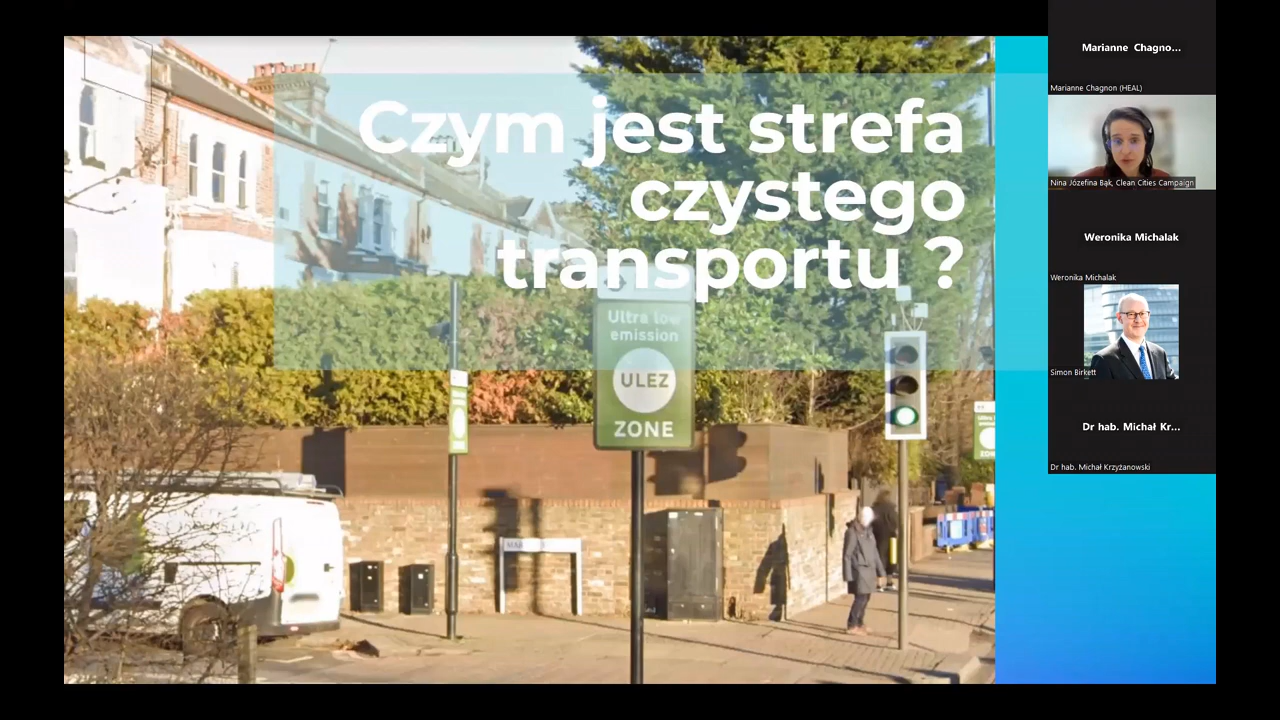 Czym jest strefa
czystego
transportu ?
Ultra low
emission
ULEZ
ZONE
Marianne Chagno...
Marianne Chagnon (HEAL)
Nina Józefina Bąk, Clean Cities Campaign
Weronika Michalak
Weronika Michalak
Simon Birkett
Dr hab. Michał Kr...
Dr hab. Michał Krzyżanowski